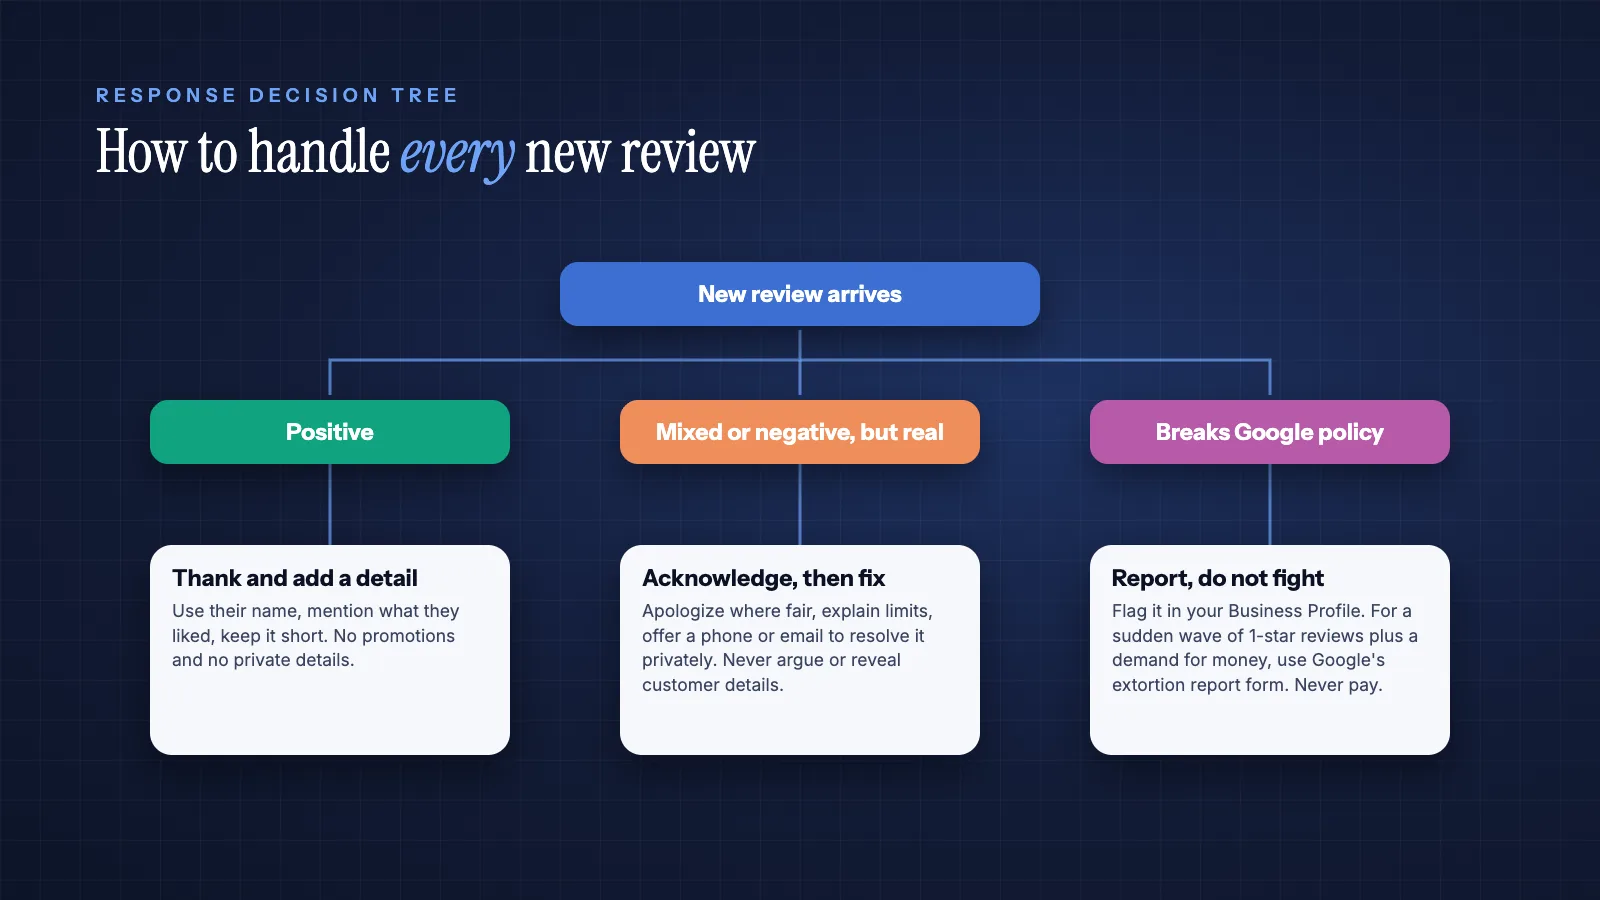 RESPONSE DECISION TREE
How to handle every new review
New review arrives
Positive
Mixed or negative, but real
Breaks Google policy
Thank and add a detail
Use their name, mention what they
liked, keep it short. No promotions
and no private details.
Acknowledge, then fix
Apologize where fair, explain limits,
offer a phone or email to resolve it
privately. Never argue or reveal
customer details.
Report, do not fight
Flag it in your Business Profile. For a
sudden wave of 1-star reviews plus a
demand for money, use Google's
extortion report form. Never pay.